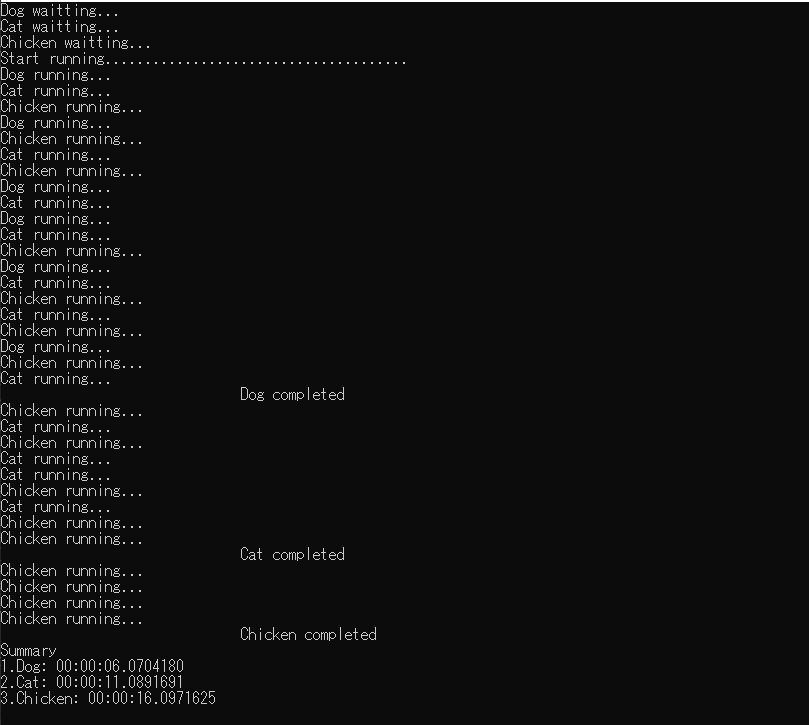 Dog waitting...
Cat waitting...
Chicken waitting...
Start running......................................
Dog running...
Cat running...
Chicken running...
Dog running...
Chicken running...
Cat running...
Chicken running...
Dog running...
Cat running...
Dog running...
Cat running...
Chicken running...
Dog running...
Cat running...
Chicken running...
Cat running...
Chicken running...
Dog running...
Chicken running...
Cat running...
Dog completed
Chicken running...
Cat running...
Chicken running...
Cat running...
Cat running...
Chicken running...
Cat running...
Chicken running...
Chicken running...
Cat completed
Chicken running...
Chicken running...
Chicken running...
Chicken running...
Chicken completed
Summary
1.Dog: 00:00:06.0704180
2.Cat: 00:00:11.0891691
3.Chicken: 00:00:16.0971625